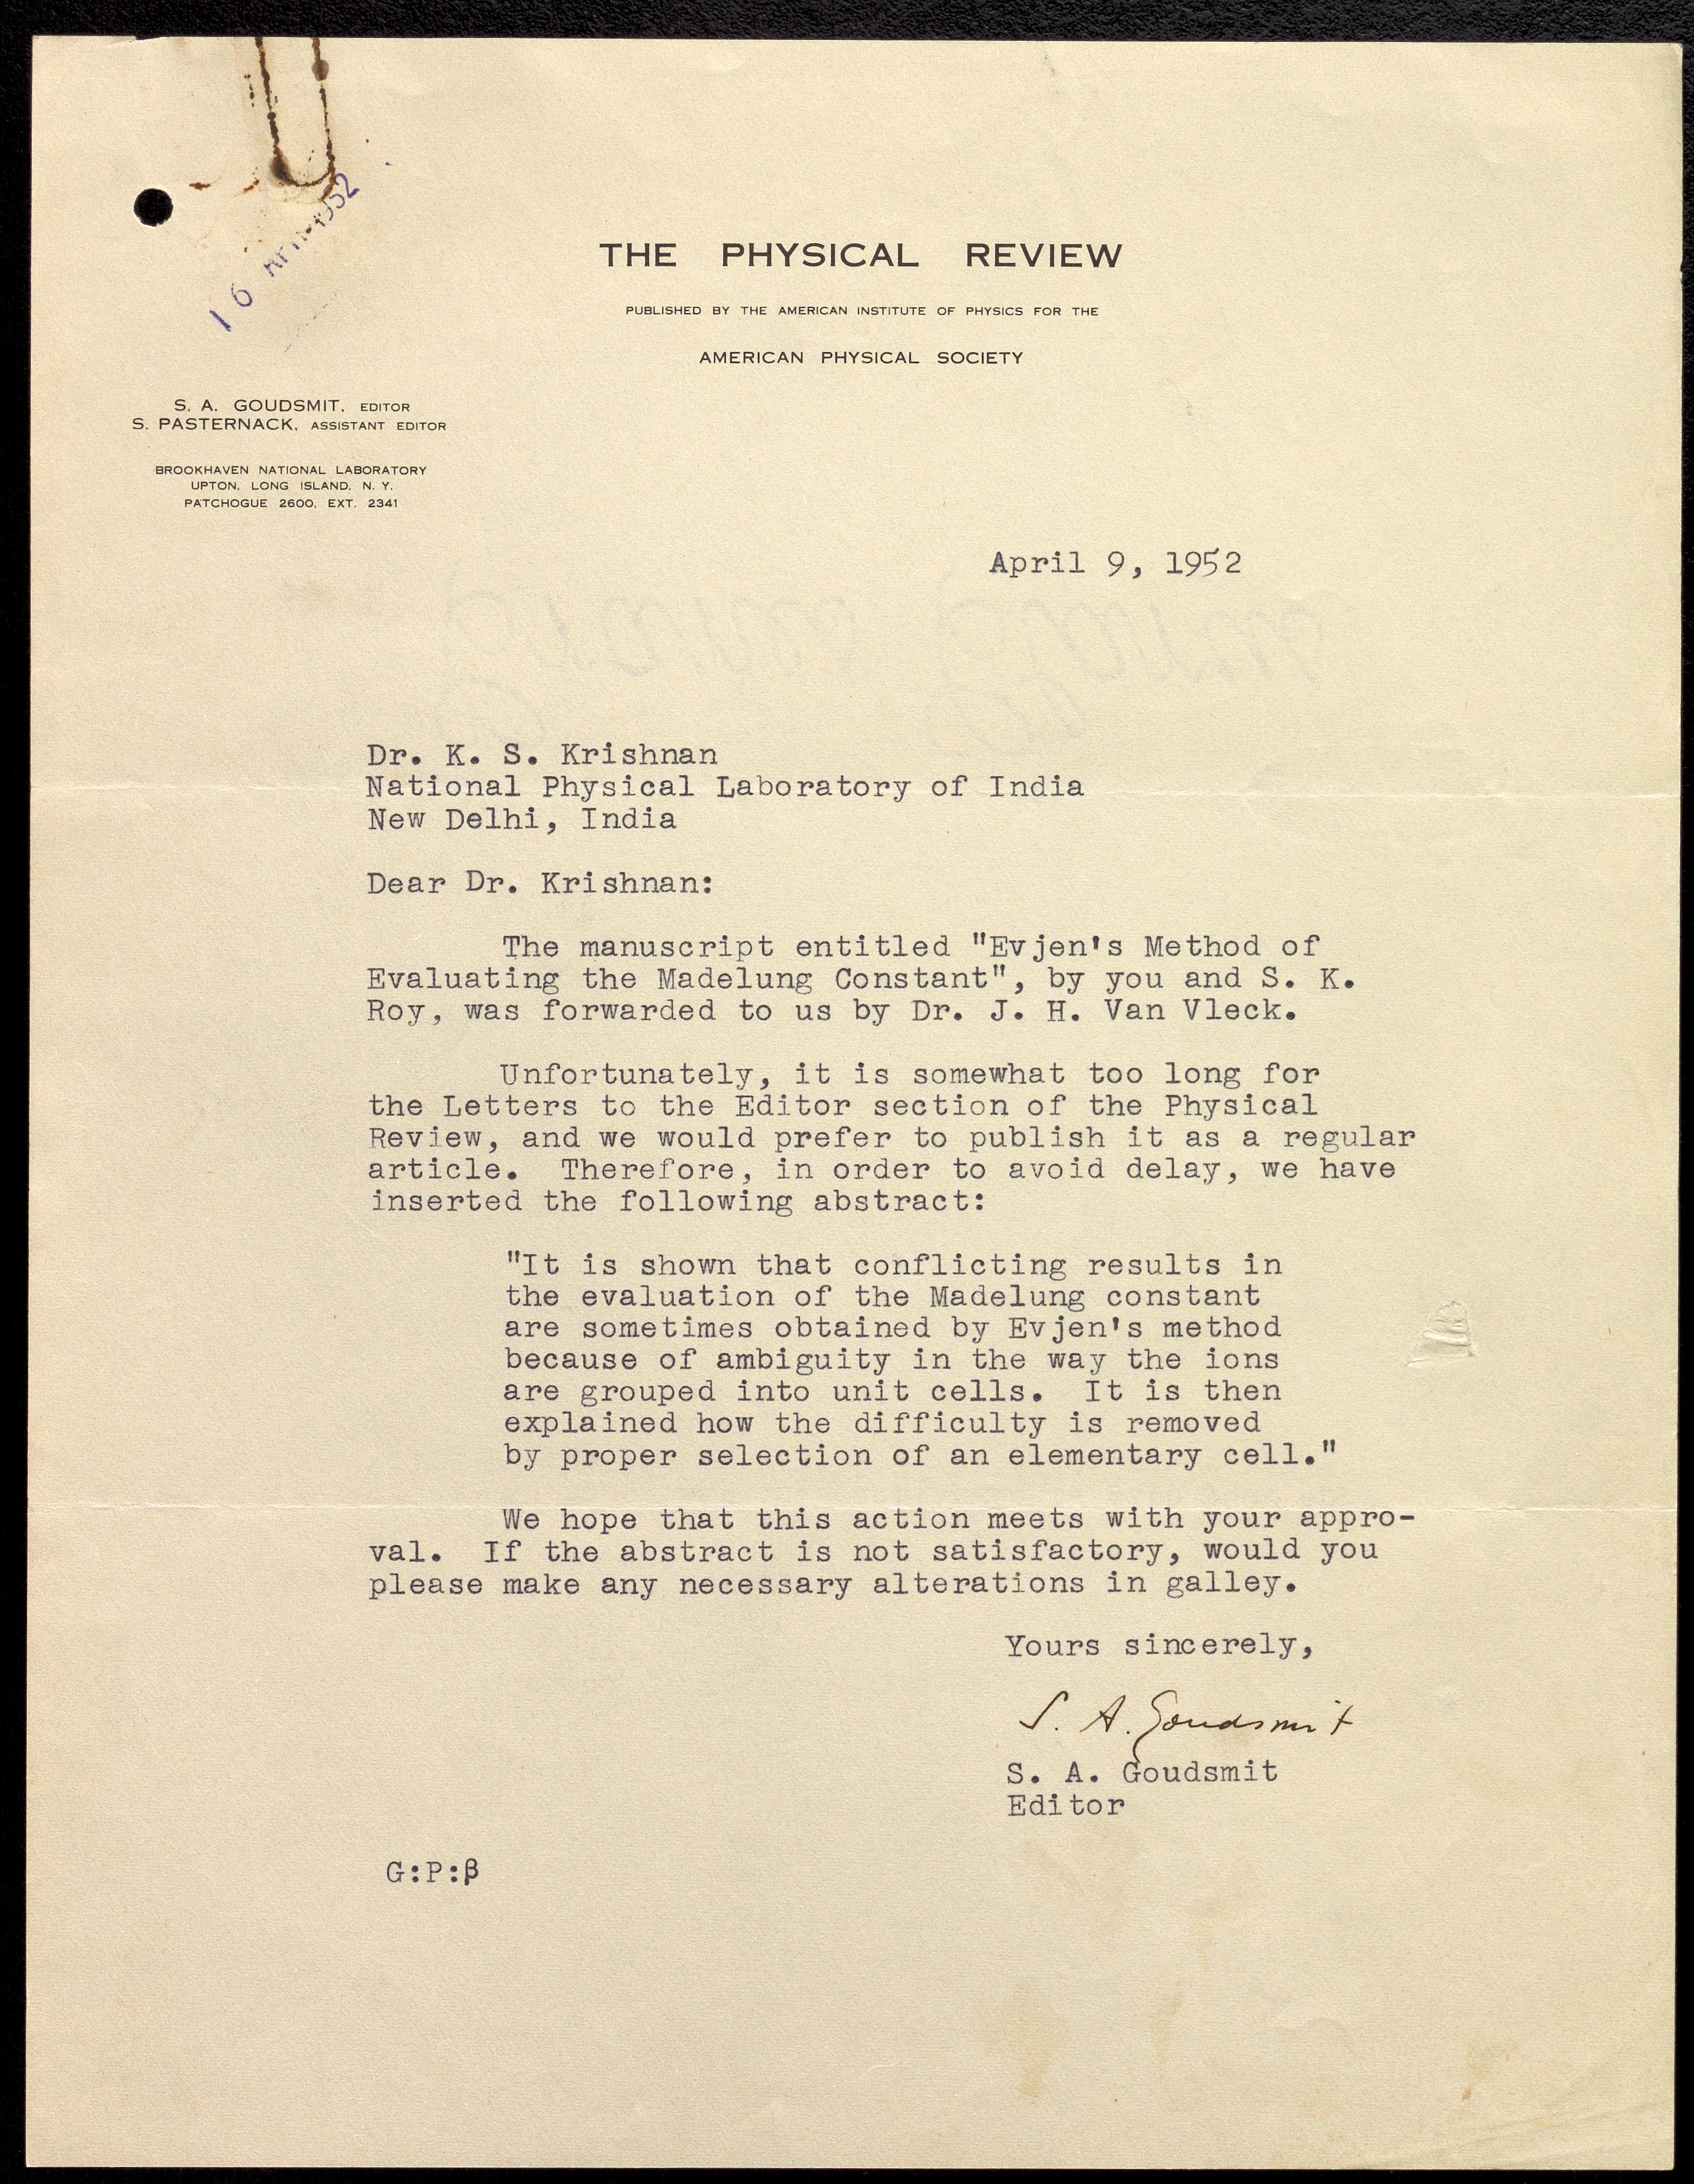 16 APR 1952
THE PHYSICAL REVIEW
PUBLISHED BY THE AMERICAN INSTITUTE OF PHYSICS FOR THE
AMERICAN PHYSICAL SOCIETY
S. A. GOUDSMIT, EDITOR
S. PASTERNACK, ASSISTANT EDITOR
BROOKHAVEN NATIONAL LABORATORY
UPTON, LONG ISLAND, N. Y.
PATCHOGUE 2600, EXT. 2341
April 9, 1952
Dr. K. S. Krishnan
National Physical Laboratory of India
New Delhi, India
Dear Dr. Krishnan:
The manuscript entitled "Evjen's Method of
Evaluating the Madelung Constant", by you and S. K.
Roy, was forwarded to us by Dr. J. H. Van Vleck.
Unfortunately, it is somewhat too long for
the Letters to the Editor section of the Physical
Review, and we would prefer to publish it as a regular
article. Therefore, in order to avoid delay, we have
inserted the following abstract:
"It is shown that conflicting results in
the evaluation of the Madelung constant
are sometimes obtained by Evjen's method
because of ambiguity in the way the ions
are grouped into unit cells. It is then
explained how the difficulty is removed
by proper selection of an elementary cell."
We hope that this action meets with your appro-
val. If the abstract is not satisfactory, would you
please make any necessary alterations in galley.
Yours sincerely,
S. A. Goudsmit
S. A. Goudsmit
Editor
G:P:β